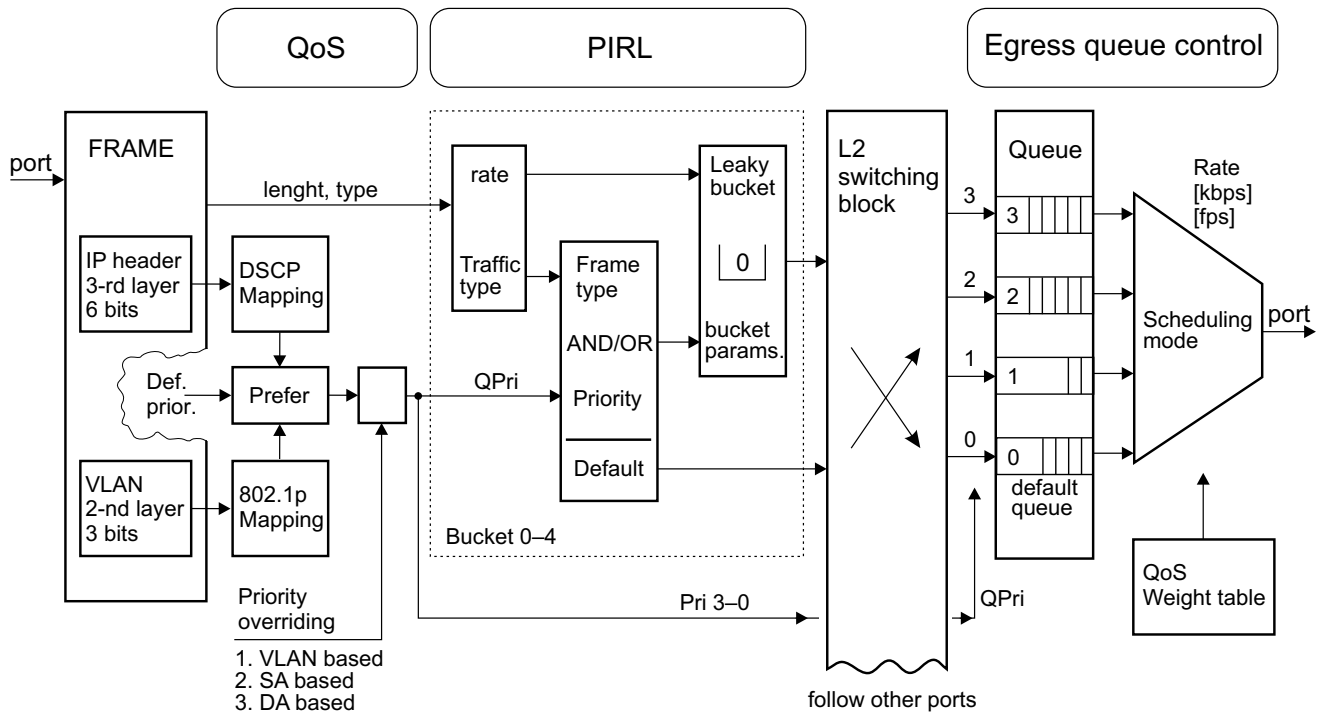 QoS
PIRL
Egress queue control
port
FRAME
lenght, type
IP header
3-rd layer
6 bits
DSCP
Mapping
Def.
prior.
Prefer
VLAN
2-nd layer
3 bits
802.1p
Mapping
Priority
overriding
1. VLAN based
2. SA based
3. DA based
QPri
rate
Traffic
type
Frame
type
AND/OR
Priority
Default
Leaky
bucket
0
bucket
params.
Bucket 0–4
Pri 3–0
L2
switching
block
follow other ports
3
2
1
0
QPri
Queue
3
2
1
0
default
queue
Rate
[kbps]
[fps]
Scheduling
mode
port
QoS
Weight table